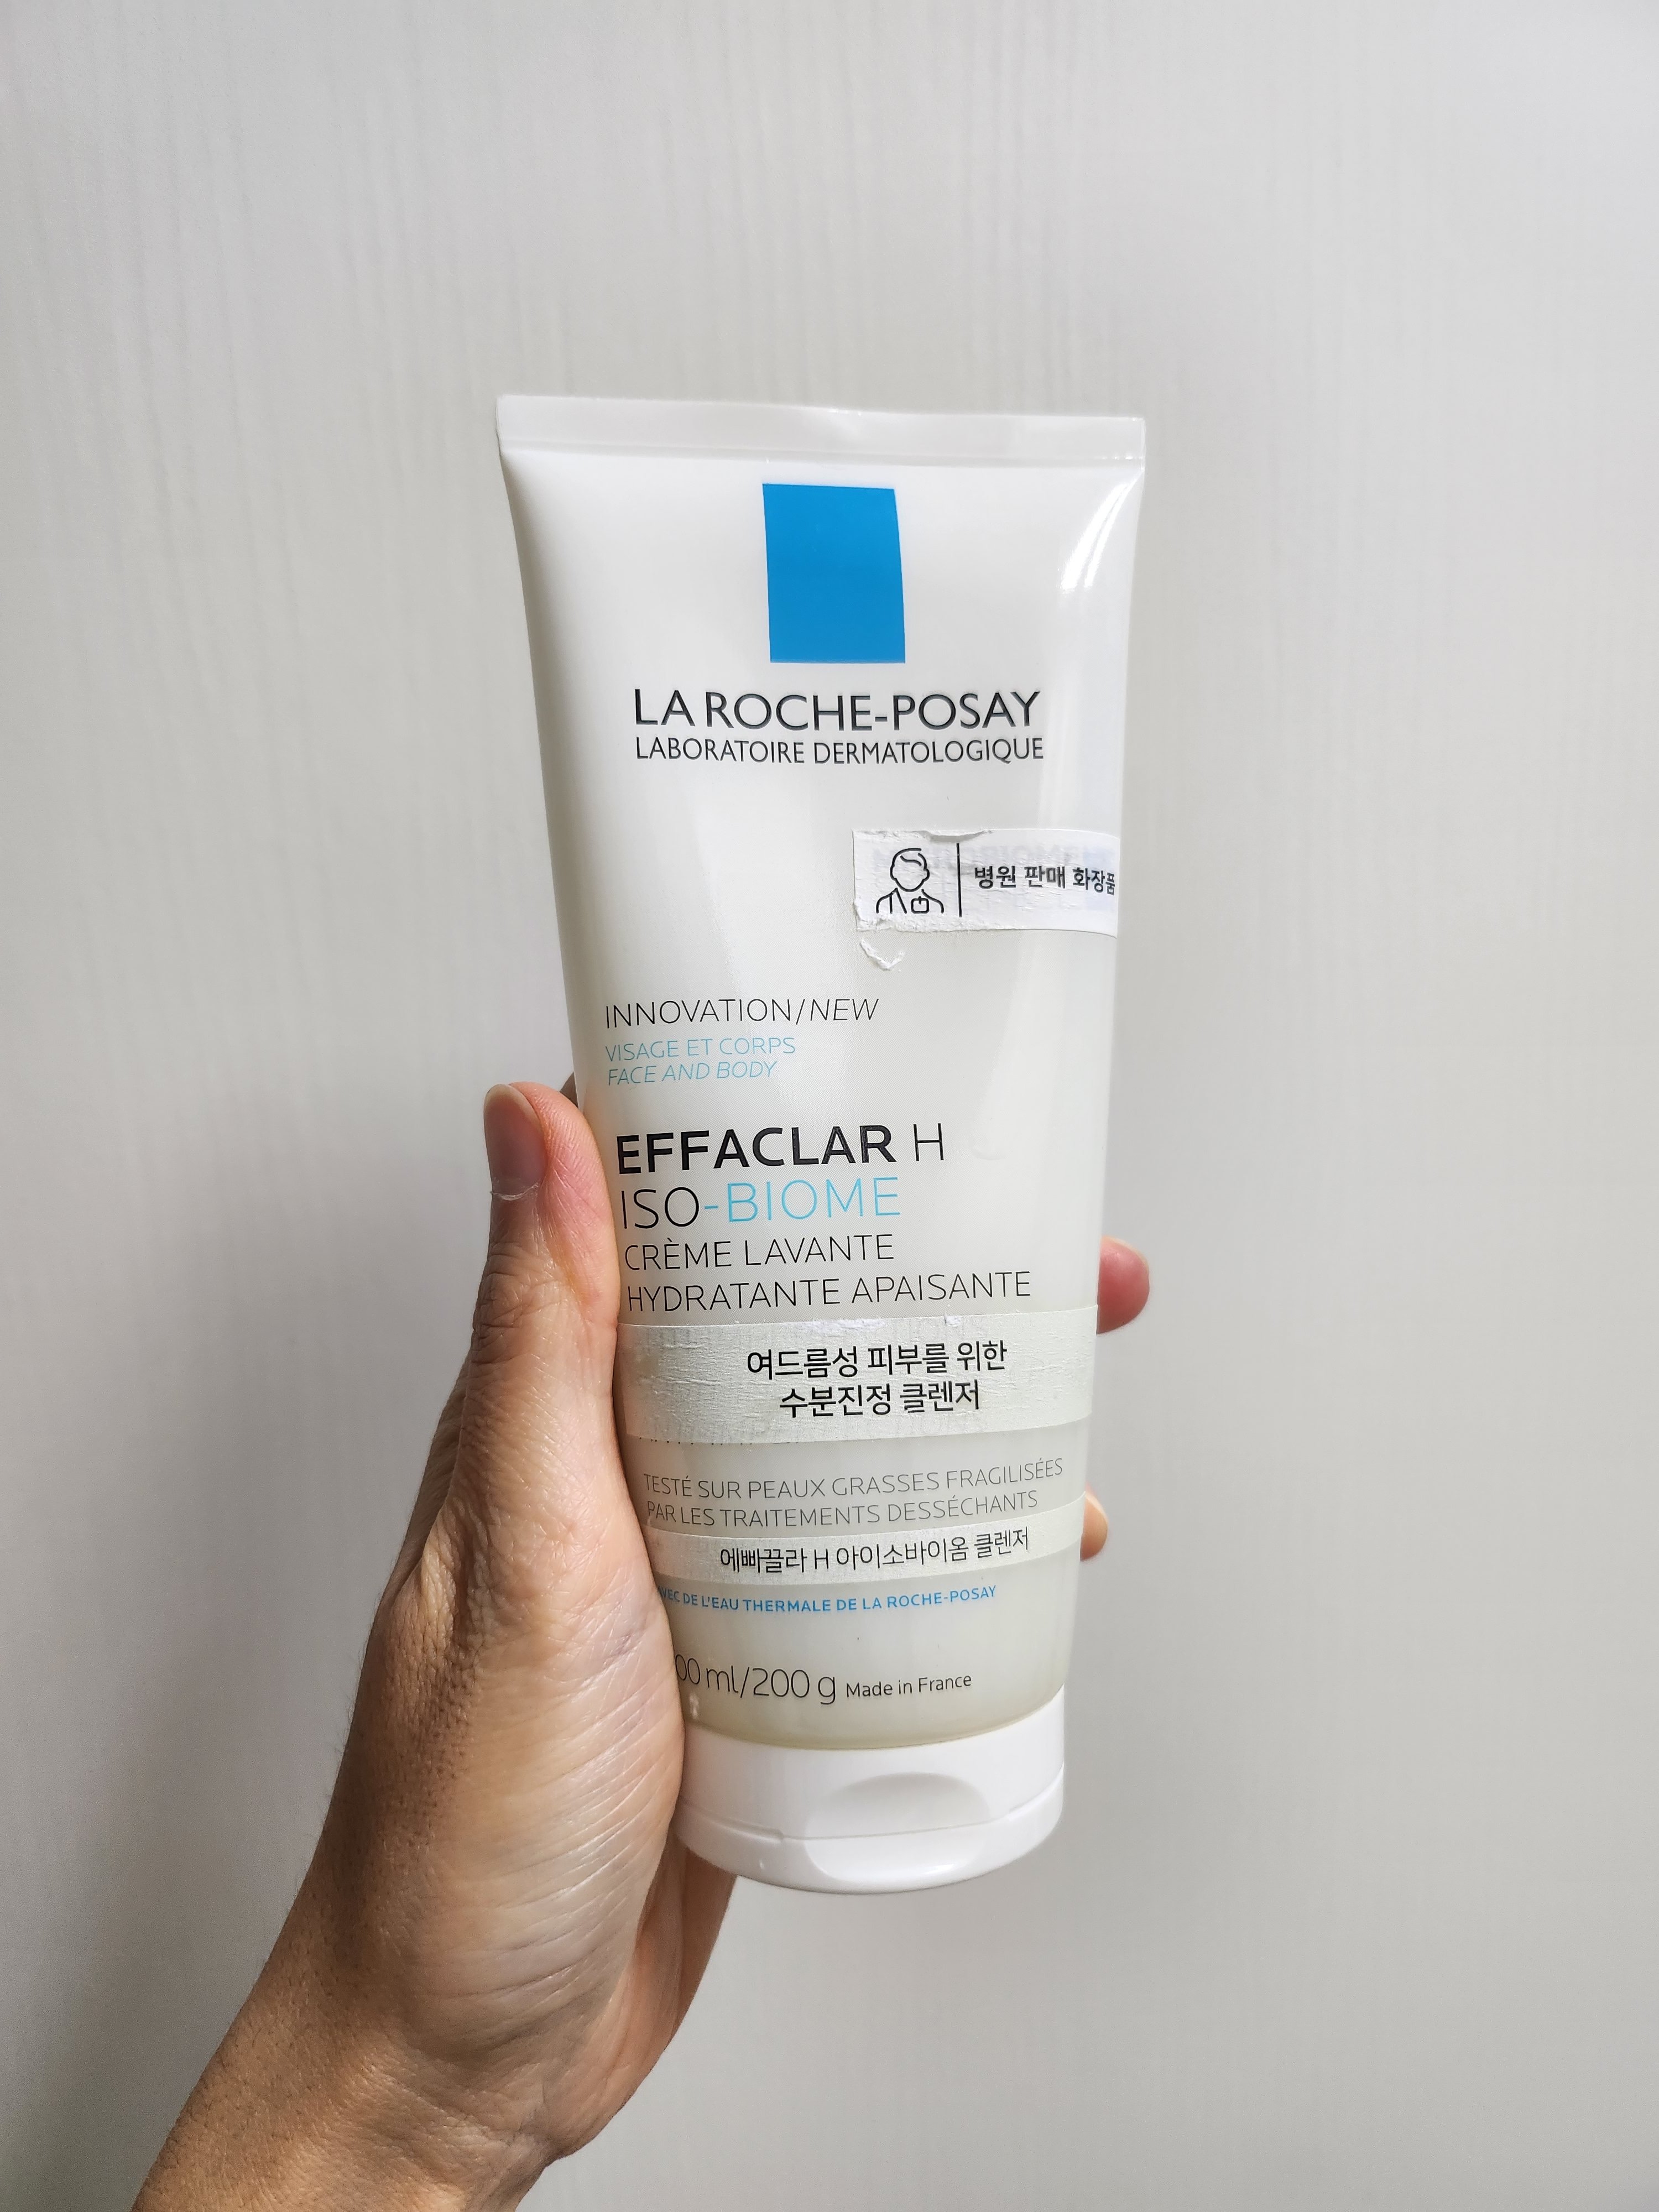 LA ROCHE-POSAY
LABORATOIRE DERMATOLOGIQUE
병원 판매 화장품
INNOVATION/NEW
VISAGE ET CORPS
FACE AND BODY
EFFACLAR H
ISO-BIOME
CRÈME LAVANTE
HYDRATANTE APAISANTE
여드름성 피부를 위한
수분진정 클렌저
TESTÉ SUR PEAUX GRASSES FRAGILISÉES
PAR LES TRAITEMENTS DESSÉCHANTS
에빠끌라 H 아이소바이옴 클렌저
DE L'EAU THERMALE DE LA ROCHE-POSAY
00 ml/200 g Made in France